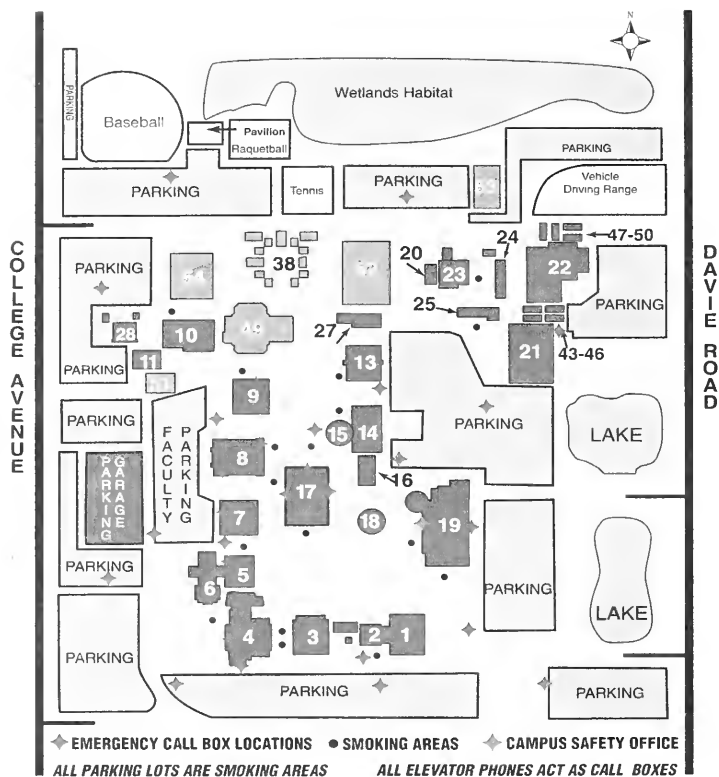 N
Wetlands Habitat
PARKING
Baseball
Pavilion
Raquetball
PARKING
PARKING
Tennis
PARKING
Vehicle
Driving Range
COLLEGE AVENUE
DAVIE ROAD
47-50
24
20
23
22
38
PARKING
PARKING
25
27
28
10
11
PARKING
13
21
43-46
9
PARKING
PARKING
FACULTY
PARKING
15
14
LAKE
8
16
PARKING
GARAGE
17
18
19
7
PARKING
5
6
PARKING
LAKE
4
3
2
1
PARKING
PARKING
PARKING
EMERGENCY CALL BOX LOCATIONS
SMOKING AREAS
CAMPUS SAFETY OFFICE
ALL PARKING LOTS ARE SMOKING AREAS
ALL ELEVATOR PHONES ACT AS CALL BOXES